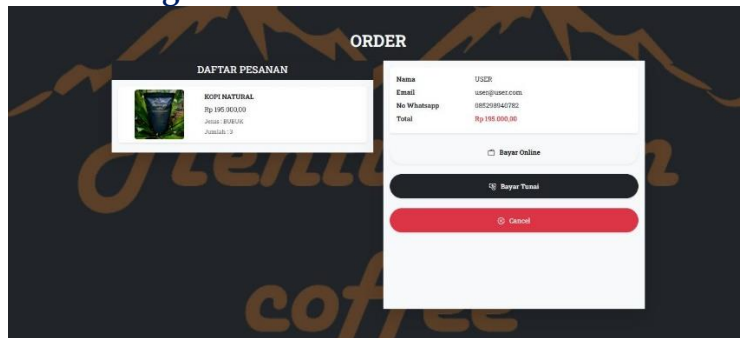 ORDER
DAFTAR PESANAN
KOPI NATURAL
Rp 195.000,00
Jenis : BUBUK
Jumlah : 3
Nama USER
Email user@user.com
No Whatsapp 085298940782
Total Rp 195.000,00
Bayar Online
Bayar Tunai
Cancel
coffee